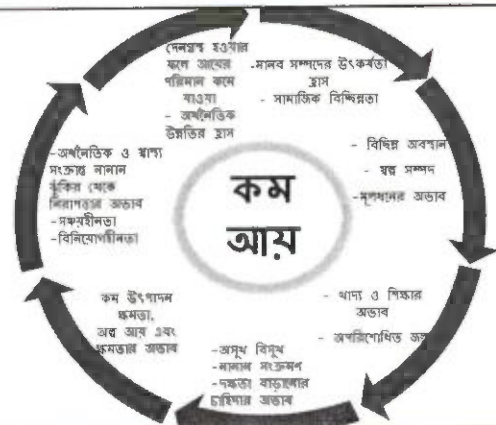 দেনাগ্রস্ত হওয়ার
ফলে আয়ের
পরিমান কমে
যাওয়া
- অর্থনৈতিক
উন্নতির হ্রাস
-মানব সম্পদের উৎকর্ষতা
হ্রাস
- সামাজিক বিচ্ছিন্নতা
- বিচ্ছিন্ন অবস্থান
- স্বল্প সম্পদ
-মূলধনের অভাব
- খাদ্য ও শিক্ষার
অভাব
- অপরিশোধিত জল
-অসুখ বিসুখ
-নানান সংক্রমণ
-দক্ষতা বাড়ানোর
চাহিদার অভাব
কম উৎপাদন
ক্ষমতা,
অল্প আয় এবং
ক্ষমতার অভাব
-অর্থনৈতিক ও স্বাস্থ্য
সংক্রান্ত নানান
ঝুঁকির থেকে
নিরাপত্তার অভাব
-সঞ্চয়হীনতা
-বিনিয়োগহীনতা
কম
আয়